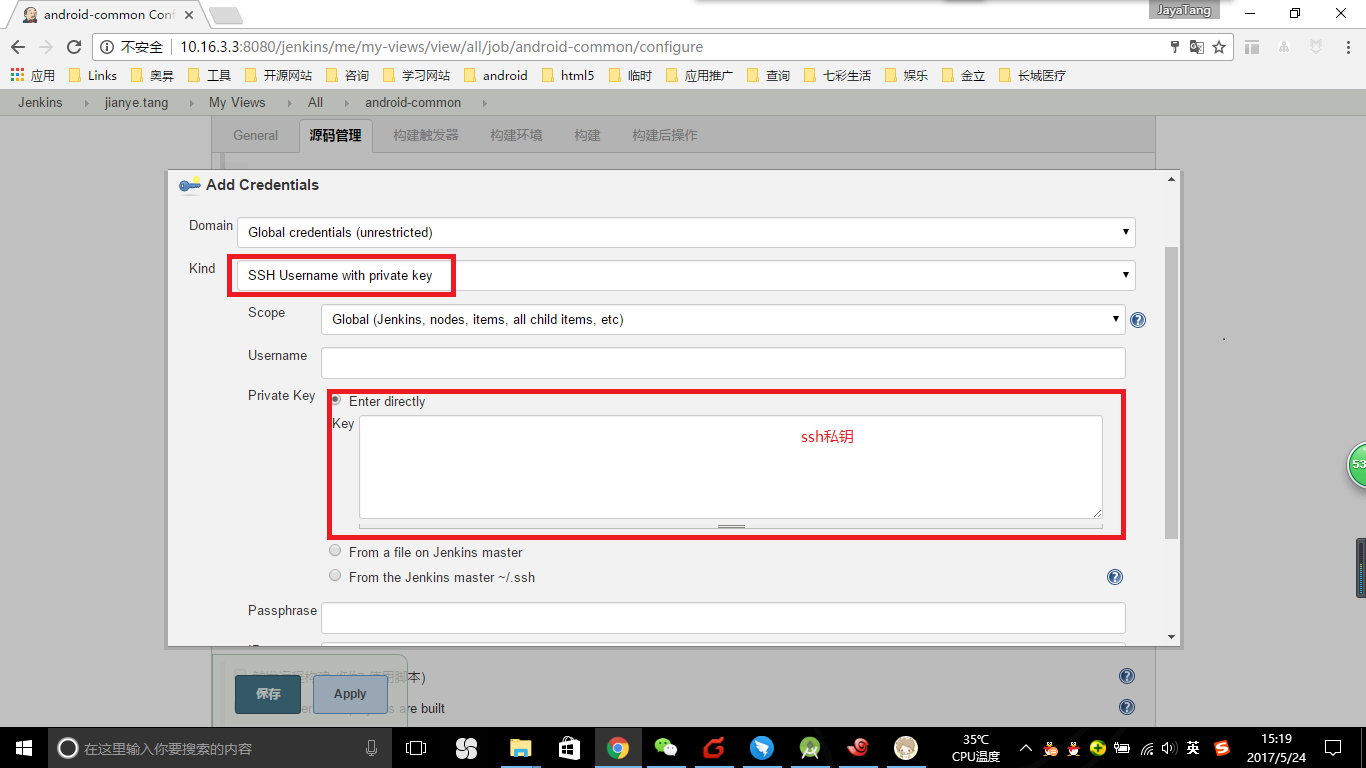 JayaTang
android-common Conf
不安全 10.16.3.3:8080/jenkins/me/my-views/view/all/job/android-common/configure
应用 Links 奥昇 工具 开源网站 咨询 学习网站 android html5 临时 应用推广 查询 七彩生活 娱乐 金立 长城医疗
Jenkins jianye.tang My Views All android-common
General 源码管理 构建触发器 构建环境 构建 构建后操作
Add Credentials
Domain Global credentials (unrestricted)
Kind SSH Username with private key
Scope Global (Jenkins, nodes, items, all child items, etc)
Username
Private Key Enter directly
Key ssh私钥
From a file on Jenkins master
From the Jenkins master ~/.ssh
Passphrase
本)
保存 Apply
are built
53
在这里输入你要搜索的内容
35℃
CPU温度
英
15:19
2017/5/24